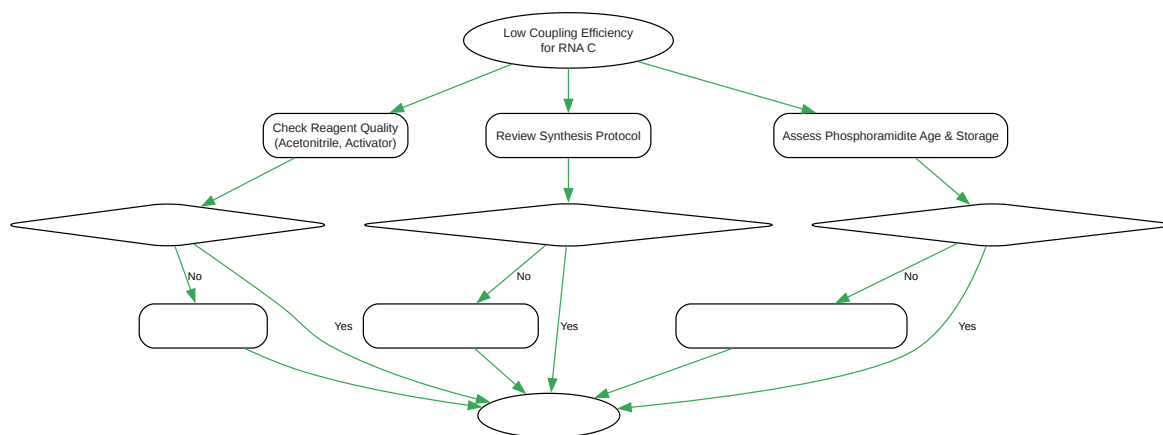 Low Coupling Efficiency
for RNA C
Check Reagent Quality
(Acetonitrile, Activator)
Review Synthesis Protocol
Assess Phosphoramidite Age & Storage
No
No
No
Yes
Yes
Yes